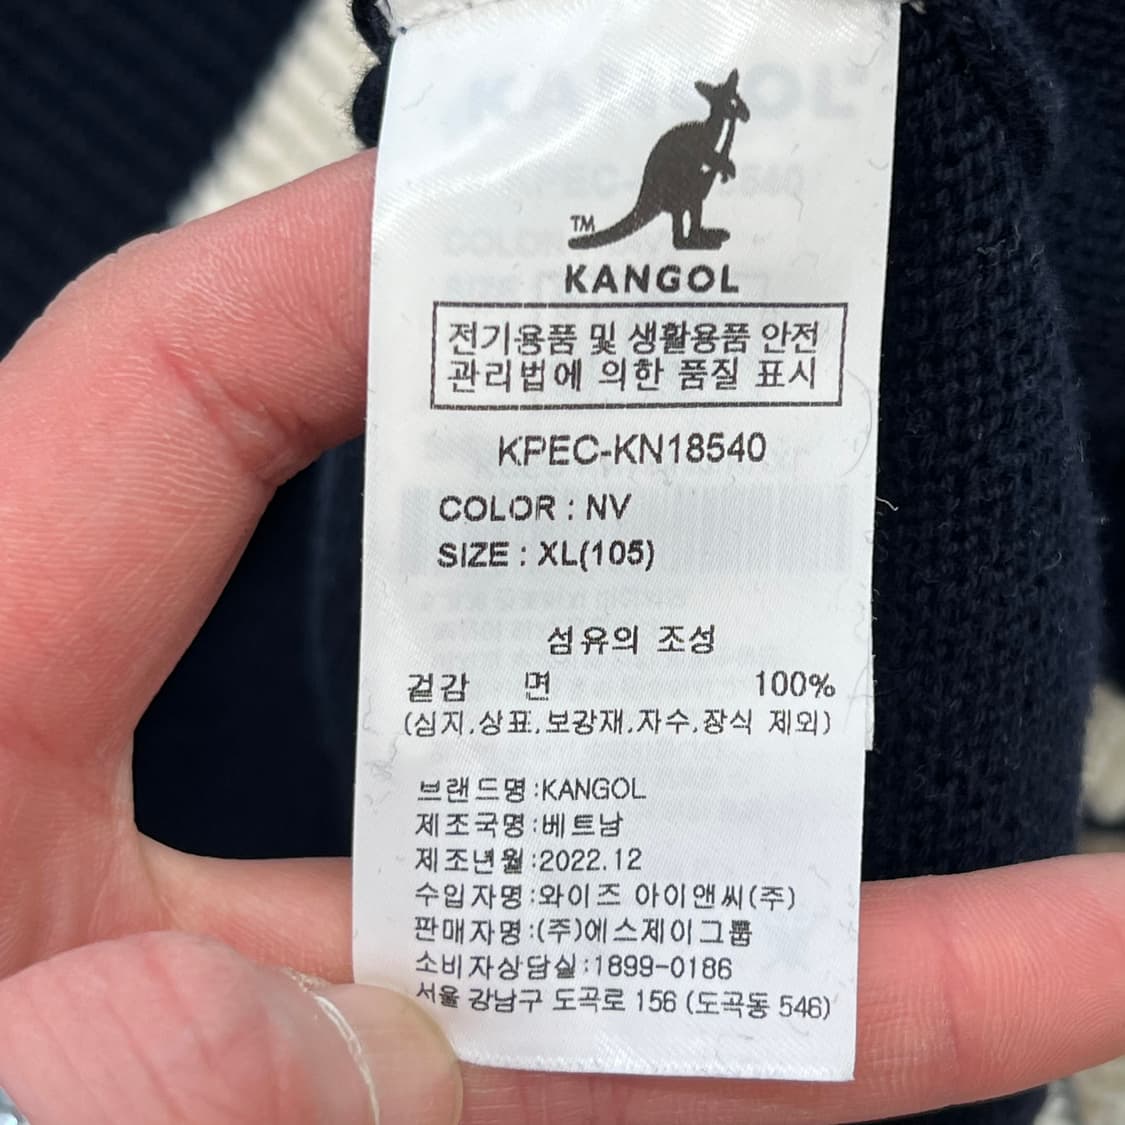 TM
KANGOL
전기용품 및 생활용품 안전
관리법에 의한 품질 표시
KPEC-KN18540
COLOR : NV
SIZE : XL(105)
섬유의 조성
겉감 면 100%
(심지,상표,보강재,자수,장식 제외)
브랜드명:KANGOL
제조국명:베트남
제조년월:2022.12
수입자명:와이즈 아이앤씨(주)
판매자명:(주)에스제이그룹
소비자상담실:1899-0186
서울 강남구 도곡로 156 (도곡동 546)